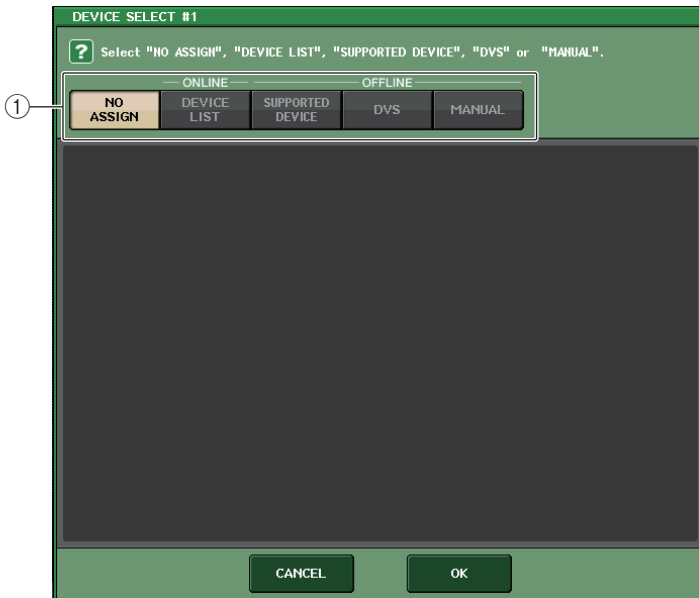 DEVICE SELECT #1
? Select "NO ASSIGN", "DEVICE LIST", "SUPPORTED DEVICE", "DVS" or "MANUAL".
ONLINE OFFLINE
① NO ASSIGN DEVICE LIST SUPPORTED DEVICE DVS MANUAL
CANCEL OK